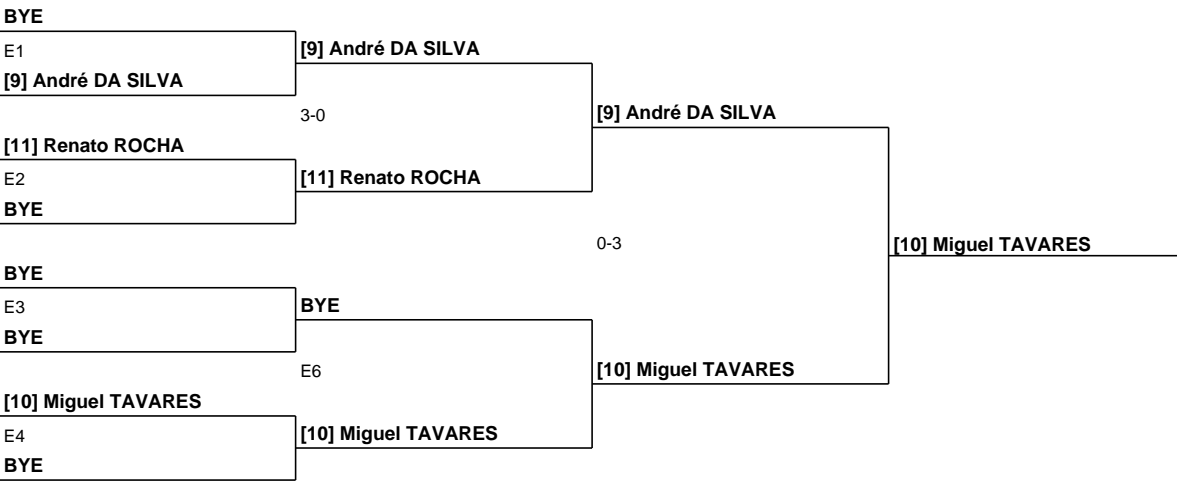 BYE
E1
[9] André DA SILVA
[9] André DA SILVA
3-0
[9] André DA SILVA
[11] Renato ROCHA
E2
[11] Renato ROCHA
BYE
0-3
[10] Miguel TAVARES
BYE
E3
BYE
BYE
E6
[10] Miguel TAVARES
[10] Miguel TAVARES
E4
[10] Miguel TAVARES
BYE